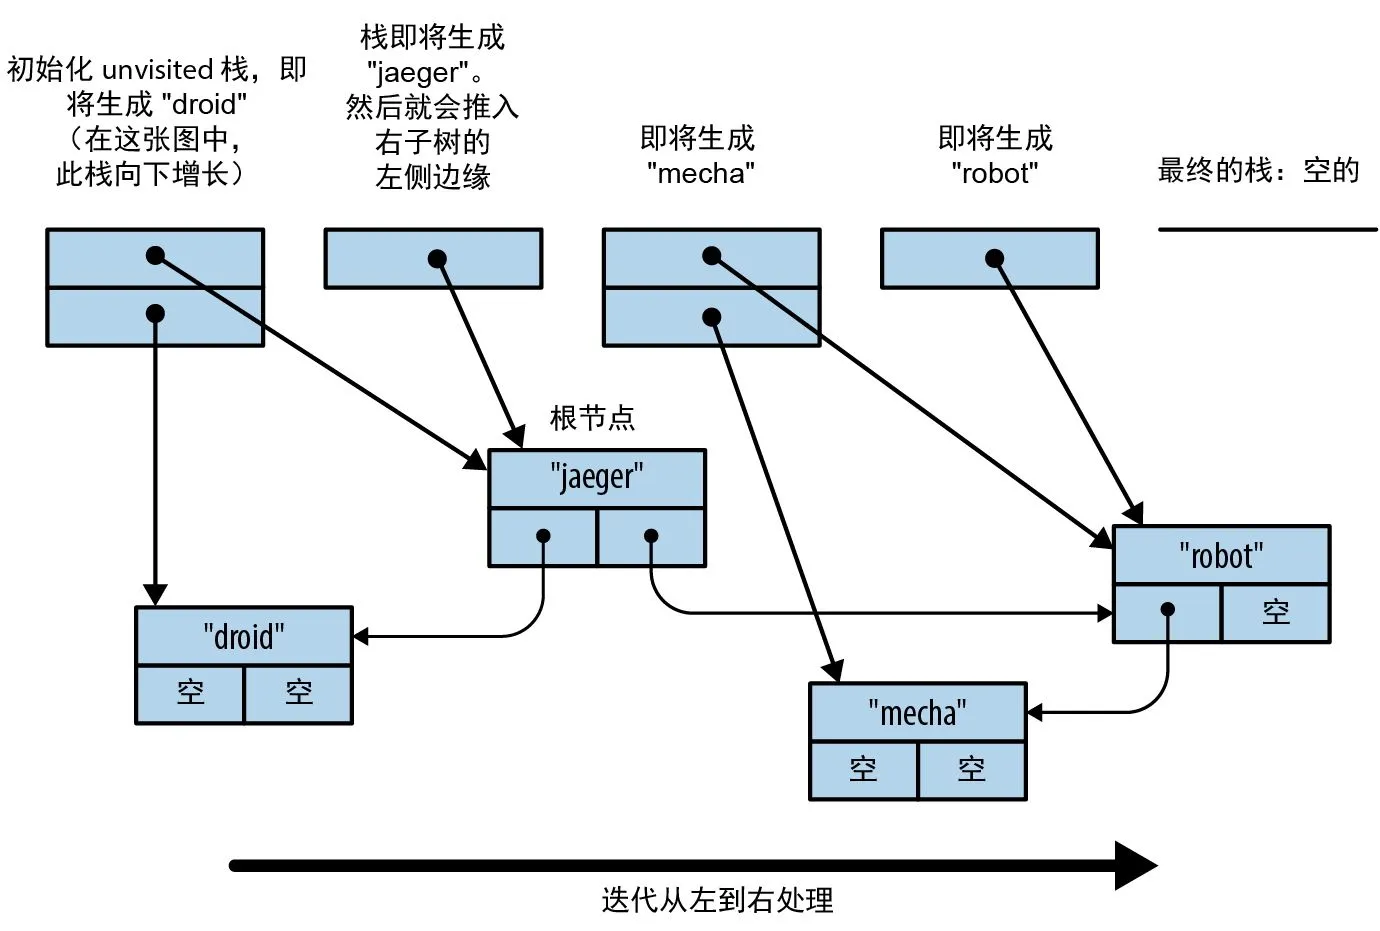 初始化 unvisited 栈，即
将生成 "droid"
（在这张图中，
此栈向下增长）
栈即将生成
"jaeger"。
然后就会推入
右子树的
左侧边缘
即将生成
"mecha"
即将生成
"robot"
最终的栈：空的
根节点
"jaeger"
"robot"
空
"droid"
空 空
"mecha"
空 空
迭代从左到右处理